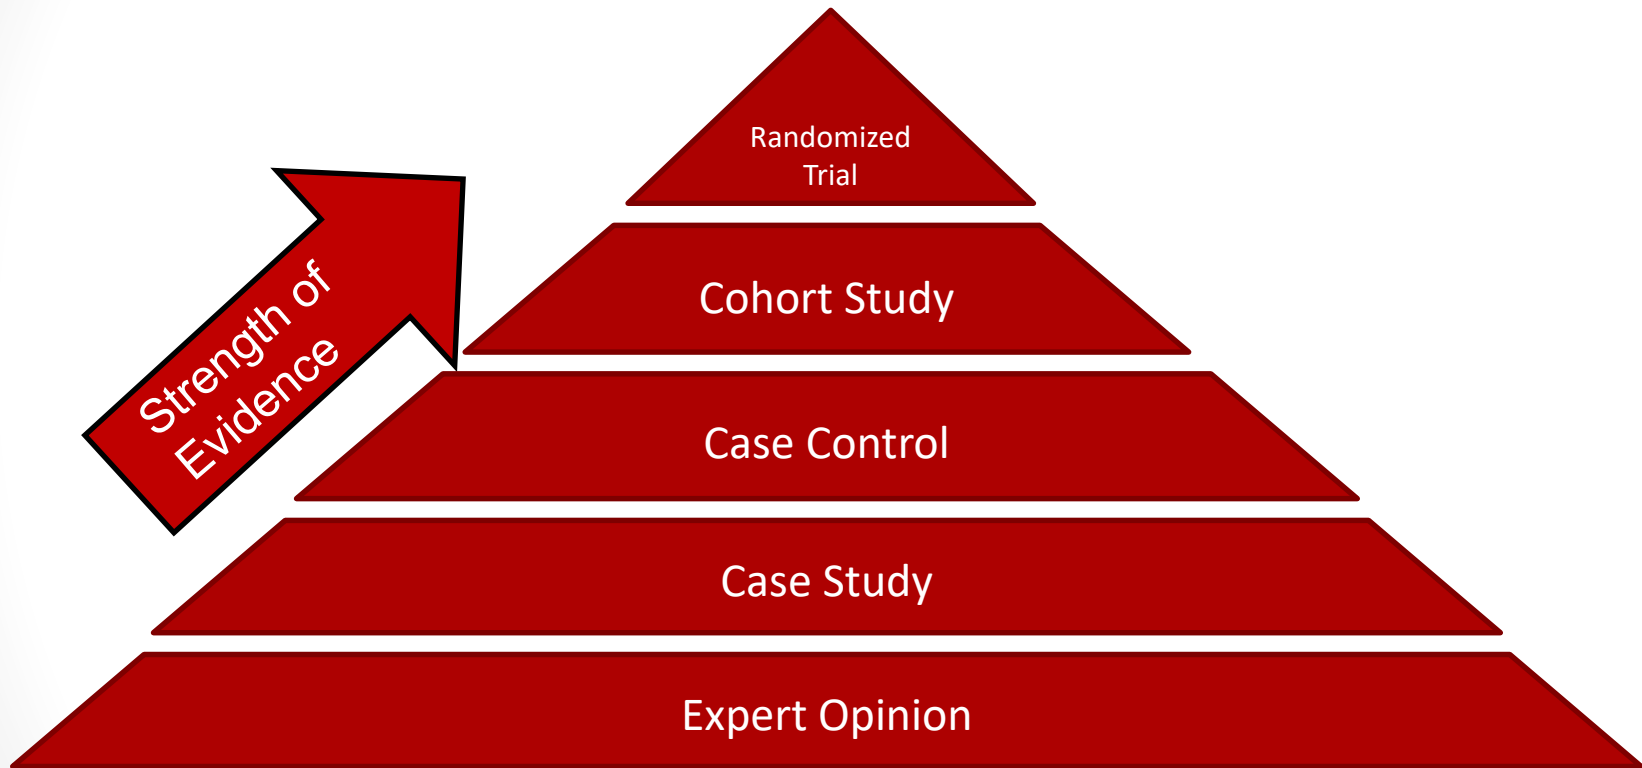 Randomized
Trial
Strength of
Evidence
Cohort Study
Case Control
Case Study
Expert Opinion